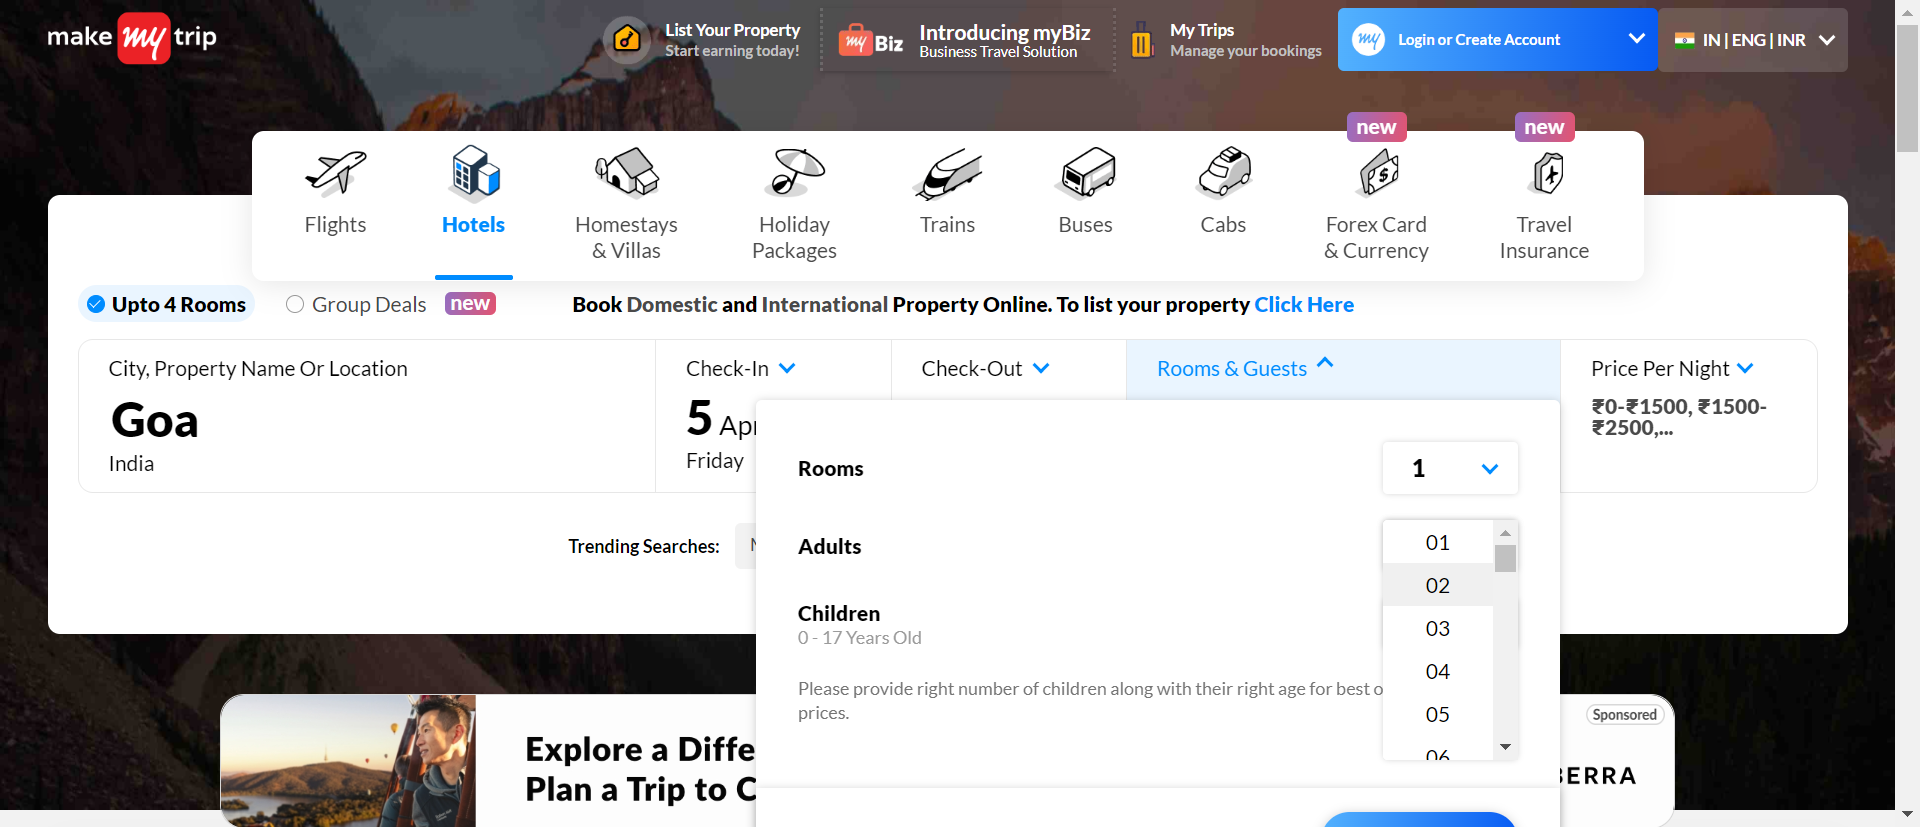 make my trip
List Your Property
Start earning today!
my Biz
Introducing myBiz
Business Travel Solution
My Trips
Manage your bookings
my
Login or Create Account
IN | ENG | INR
new
new
Flights
Hotels
Homestays
& Villas
Holiday
Packages
Trains
Buses
Cabs
Forex Card
& Currency
Travel
Insurance
Upto 4 Rooms
Group Deals
new
Book Domestic and International Property Online. To list your property Click Here
City, Property Name Or Location
Goa
India
Check-In
5 Apr
Friday
Check-Out
Rooms & Guests
Price Per Night
₹0-₹1500, ₹1500-
₹2500,...
Rooms
1
Adults
01
02
03
04
05
06
Children
0 - 17 Years Old
Please provide right number of children along with their right age for best
prices.
Trending Searches:
Sponsored
Explore a
Plan a Trip to